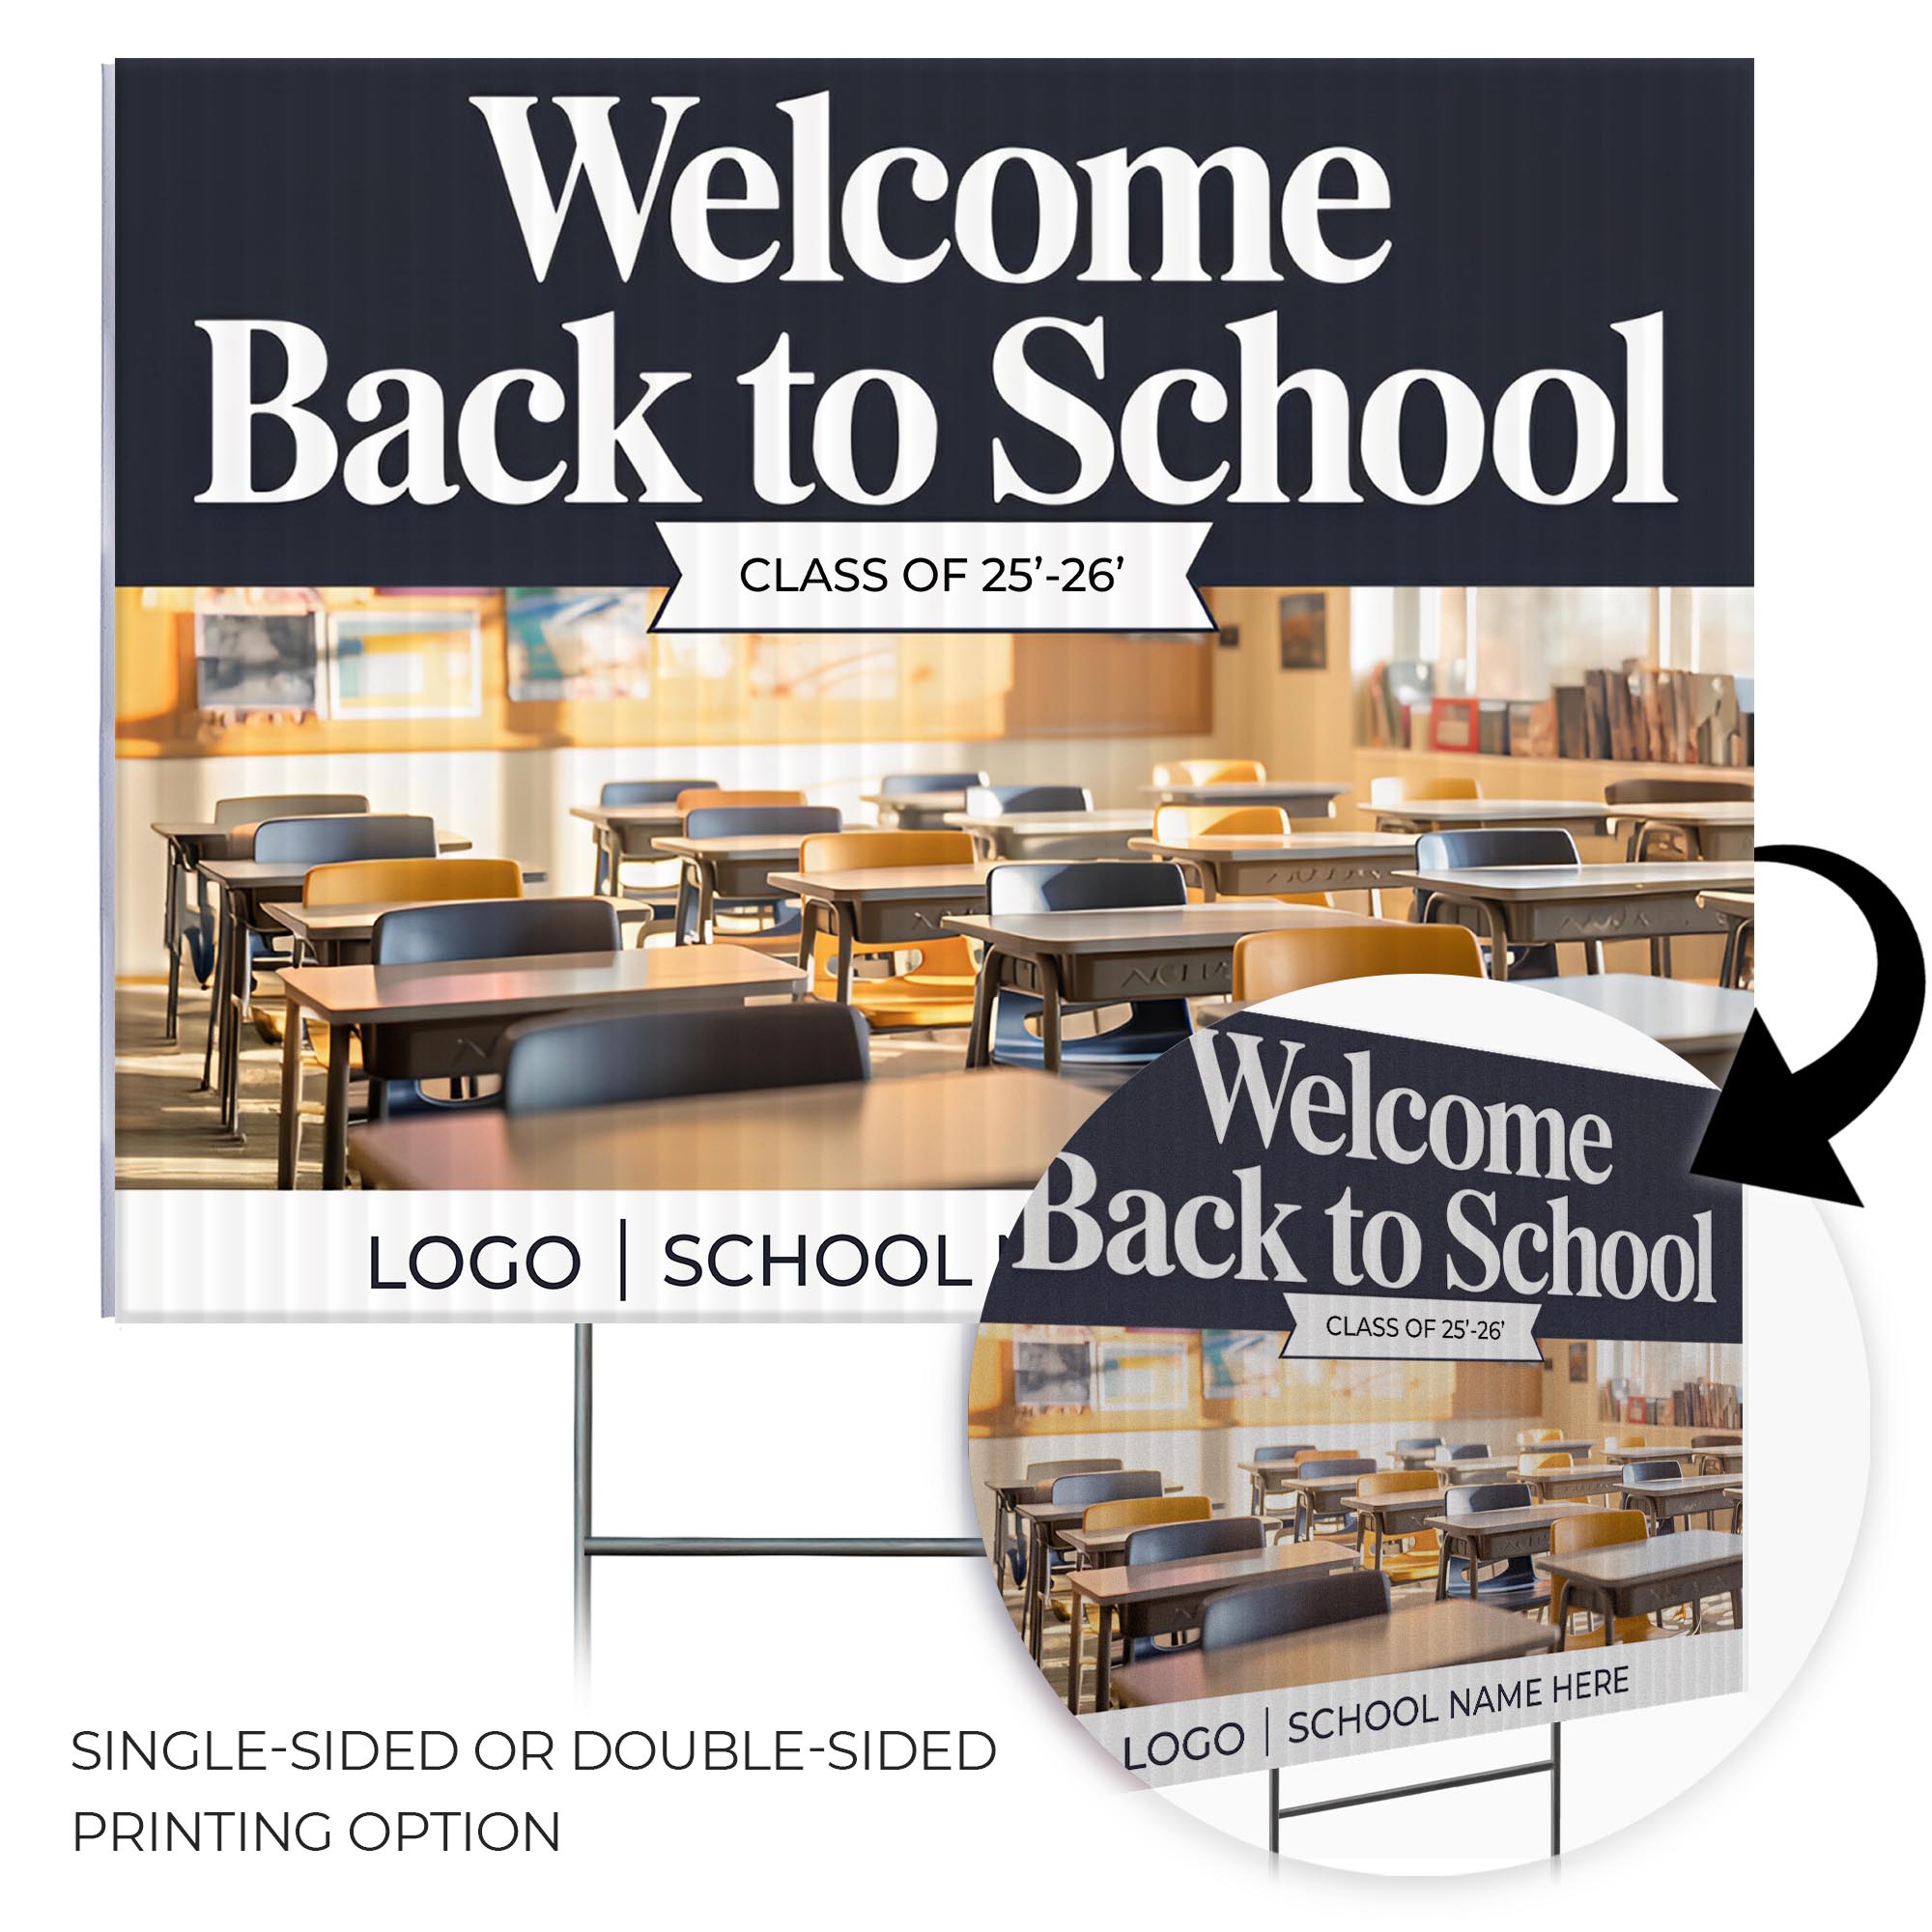 Welcome
Back to School
CLASS OF 25’-26’
LOGO | SCHOOL
Welcome
Back to School
CLASS OF 25’-26’
LOGO | SCHOOL NAME HERE
SINGLE-SIDED OR DOUBLE-SIDED
PRINTING OPTION